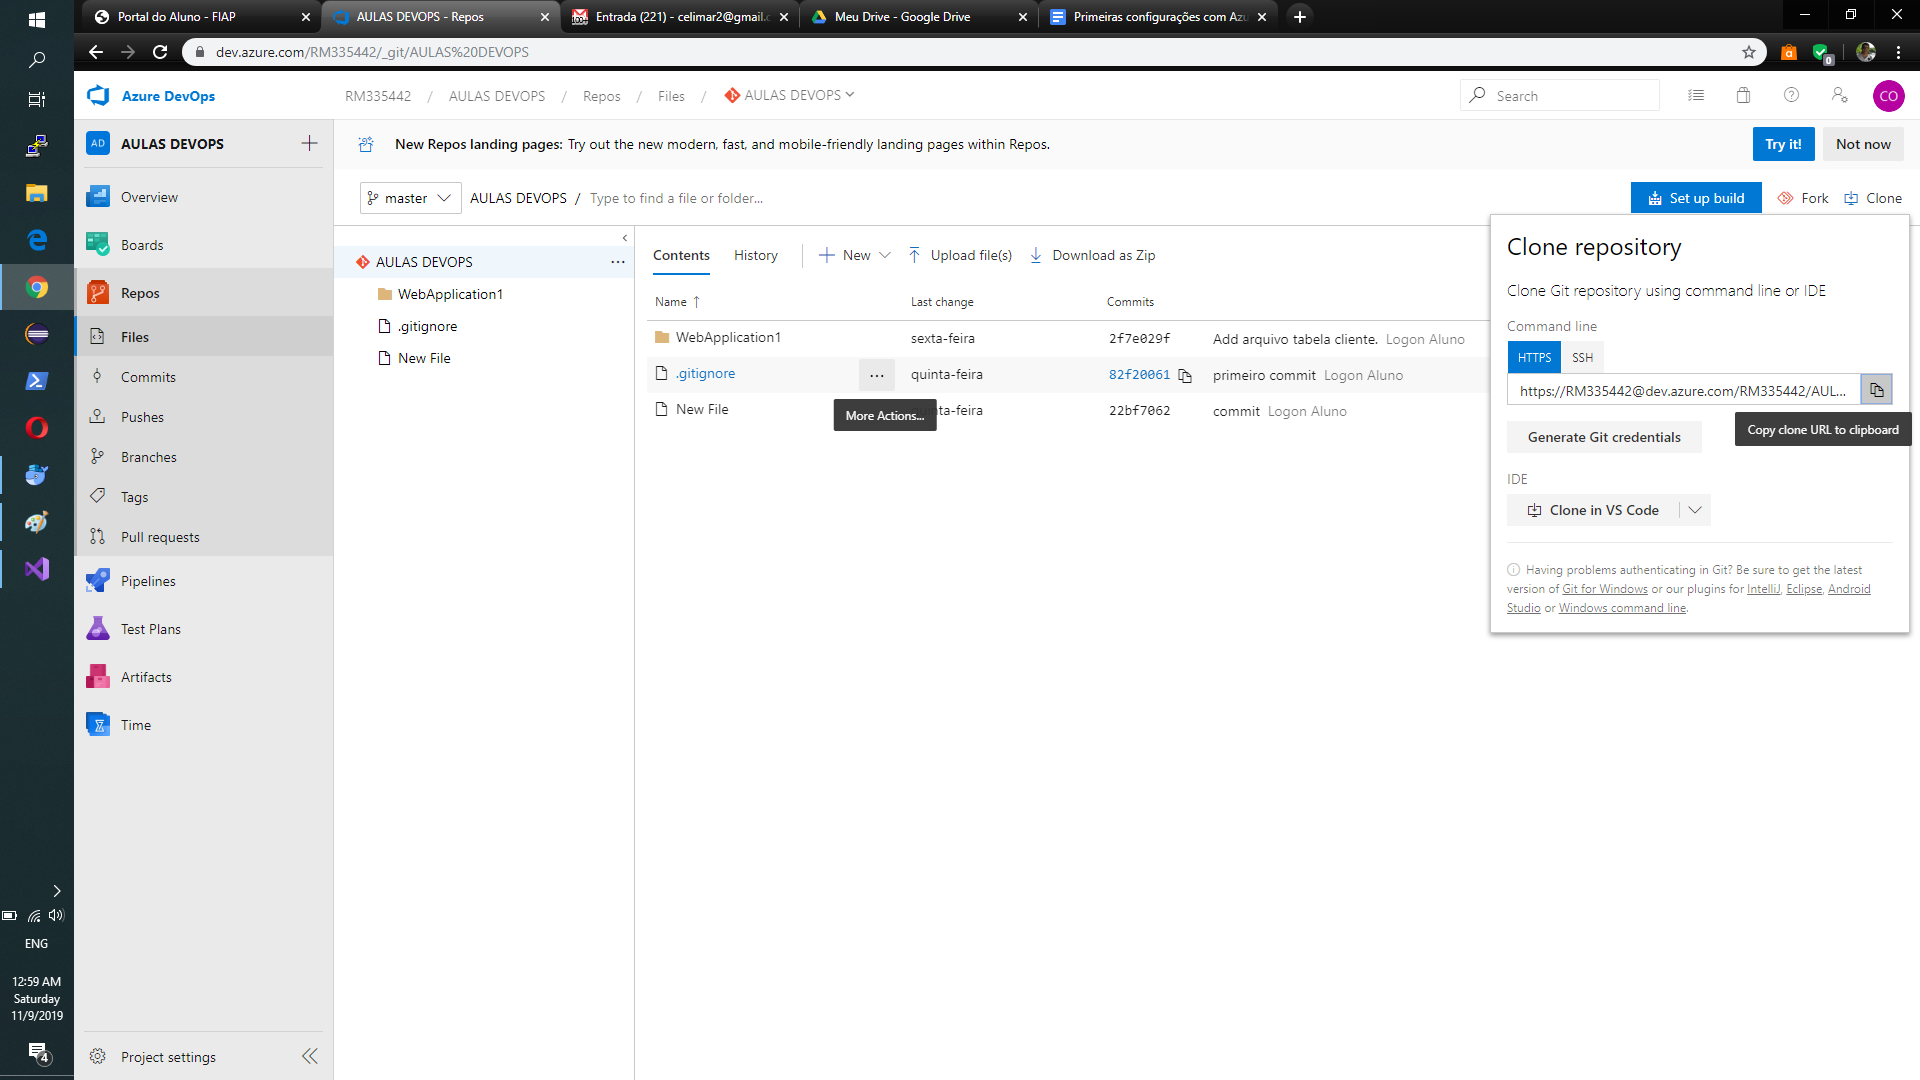 Portal do Aluno - FIAP
AULAS DEVOPS - Repos
Entrada (221) - celimar2@gmail.c
Meu Drive - Google Drive
Primeiras configurações com Azu
dev.azure.com/RM335442/_git/AULAS%20DEVOPS
0
Azure DevOps
RM335442 / AULAS DEVOPS / Repos / Files / AULAS DEVOPS
Search
CO
AD AULAS DEVOPS
New Repos landing pages: Try out the new modern, fast, and mobile-friendly landing pages within Repos.
Try it!
Not now
master
AULAS DEVOPS / Type to find a file or folder...
Set up build
Fork
Clone
Overview
Boards
Repos
Files
Commits
Pushes
Branches
Tags
Pull requests
Pipelines
Test Plans
Artifacts
Time
Project settings
AULAS DEVOPS ...
WebApplication1
.gitignore
New File
Contents
History
New
Upload file(s)
Download as Zip
Name Last change Commits
WebApplication1 sexta-feira 2f7e029f Add arquivo tabela cliente. Logon Aluno
.gitignore ... quinta-feira 82f20061 primeiro commit Logon Aluno
New File inta-feira 22bf7062 commit Logon Aluno
More Actions...
Clone repository
Clone Git repository using command line or IDE
Command line
HTTPS SSH
https://RM335442@dev.azure.com/RM335442/AUL...
Copy clone URL to clipboard
Generate Git credentials
IDE
Clone in VS Code
Having problems authenticating in Git? Be sure to get the latest
version of Git for Windows or our plugins for IntelliJ, Eclipse, Android
Studio or Windows command line.
ENG
12:59 AM
Saturday
11/9/2019
4